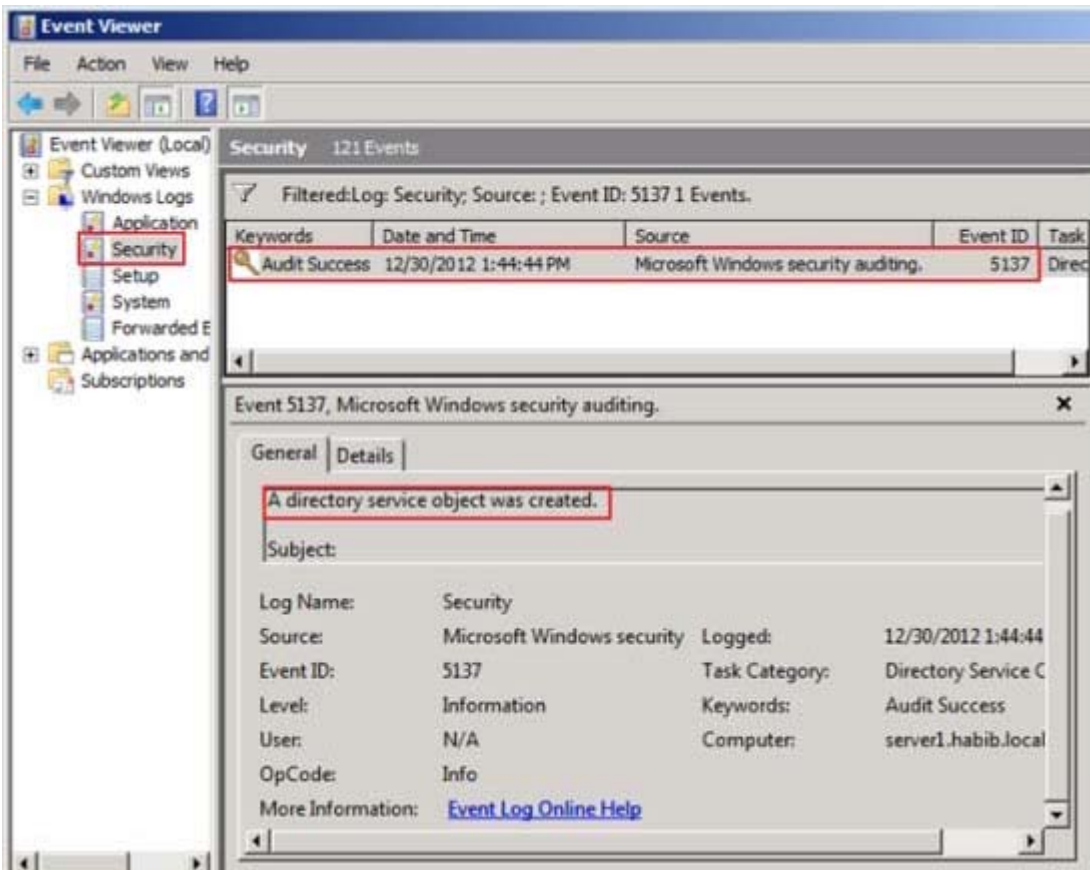 Event Viewer
File Action View Help
Event Viewer (Local)
Custom Views
Windows Logs
Application
Security
Setup
System
Forwarded E
Applications and
Subscriptions
Security 121 Events
Filtered:Log: Security; Source: ; Event ID: 5137 1 Events.
Keywords Date and Time Source Event ID Task
Audit Success 12/30/2012 1:44:44 PM Microsoft Windows security auditing. 5137 Direc
Event 5137, Microsoft Windows security auditing.
General Details
A directory service object was created.
Subject:
Log Name: Security
Source: Microsoft Windows security Logged: 12/30/2012 1:44:44
Event ID: 5137 Task Category: Directory Service C
Level: Information Keywords: Audit Success
User: N/A Computer: server1.habib.local
OpCode: Info
More Information: Event Log Online Help